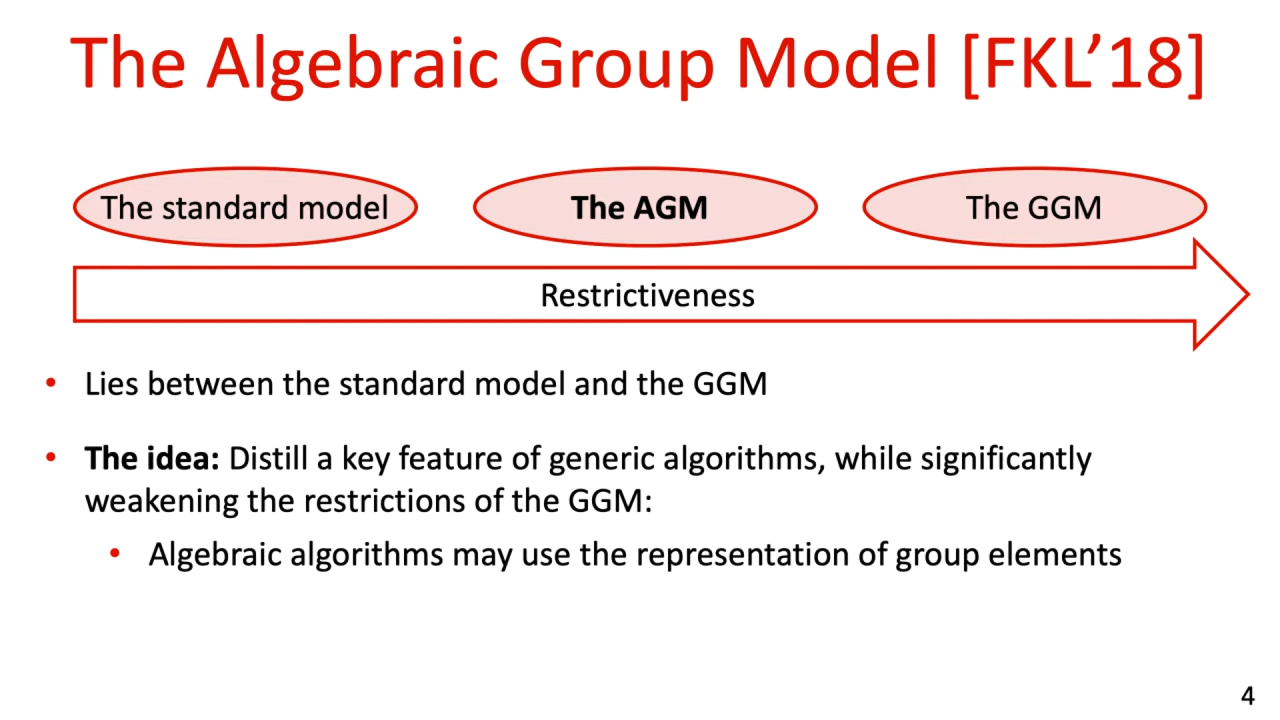 The Algebraic Group Model [FKL’18]
The standard model
The AGM
The GGM
Restrictiveness
• Lies between the standard model and the GGM
• The idea: Distill a key feature of generic algorithms, while significantly
weakening the restrictions of the GGM:
• Algebraic algorithms may use the representation of group elements
4